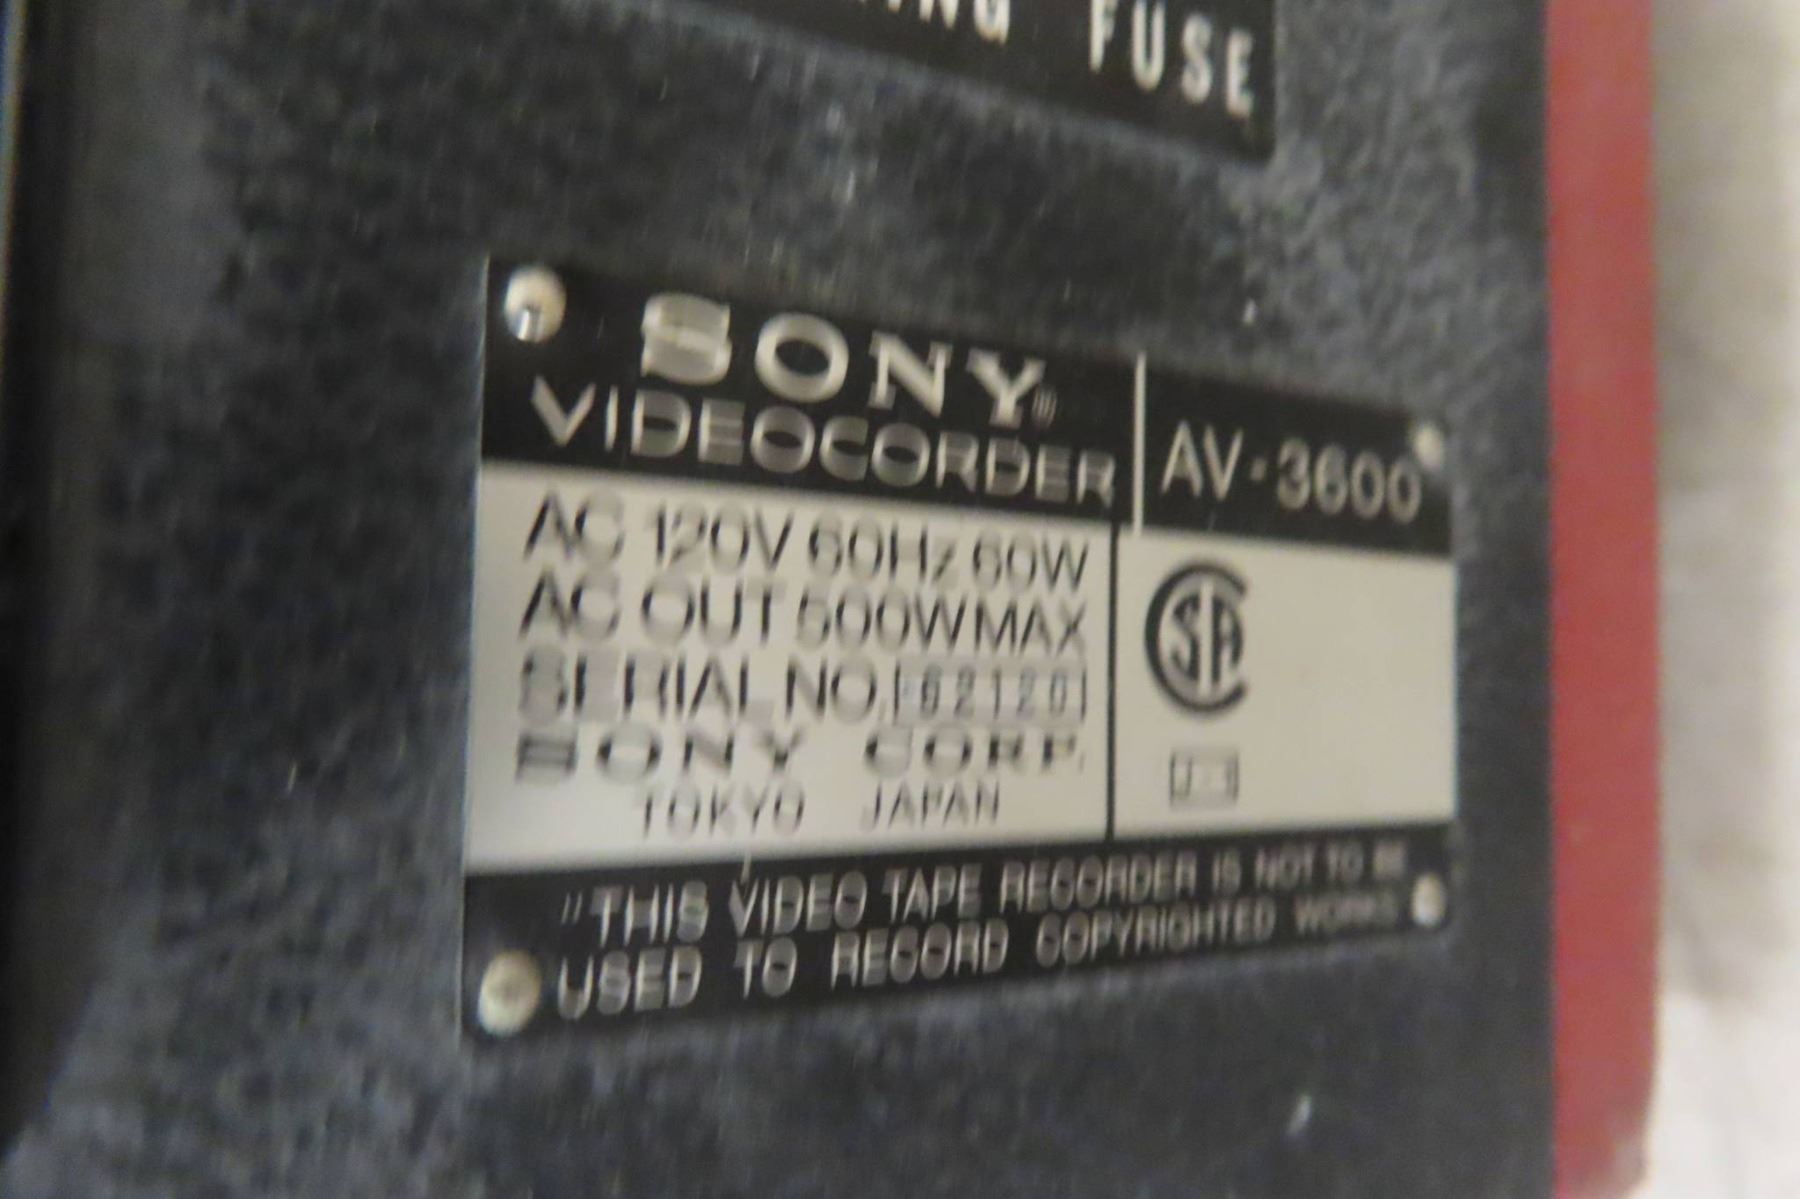 FUSE
SONY
VIDEOCORDER
AV-3600
AC 120V 60Hz 60W
AC OUT 500W MAX
SERIAL NO. 62120
SONY CORP.
TOKYO JAPAN
"THIS VIDEO TAPE RECORDER IS NOT TO BE
USED TO RECORD COPYRIGHTED WORKS